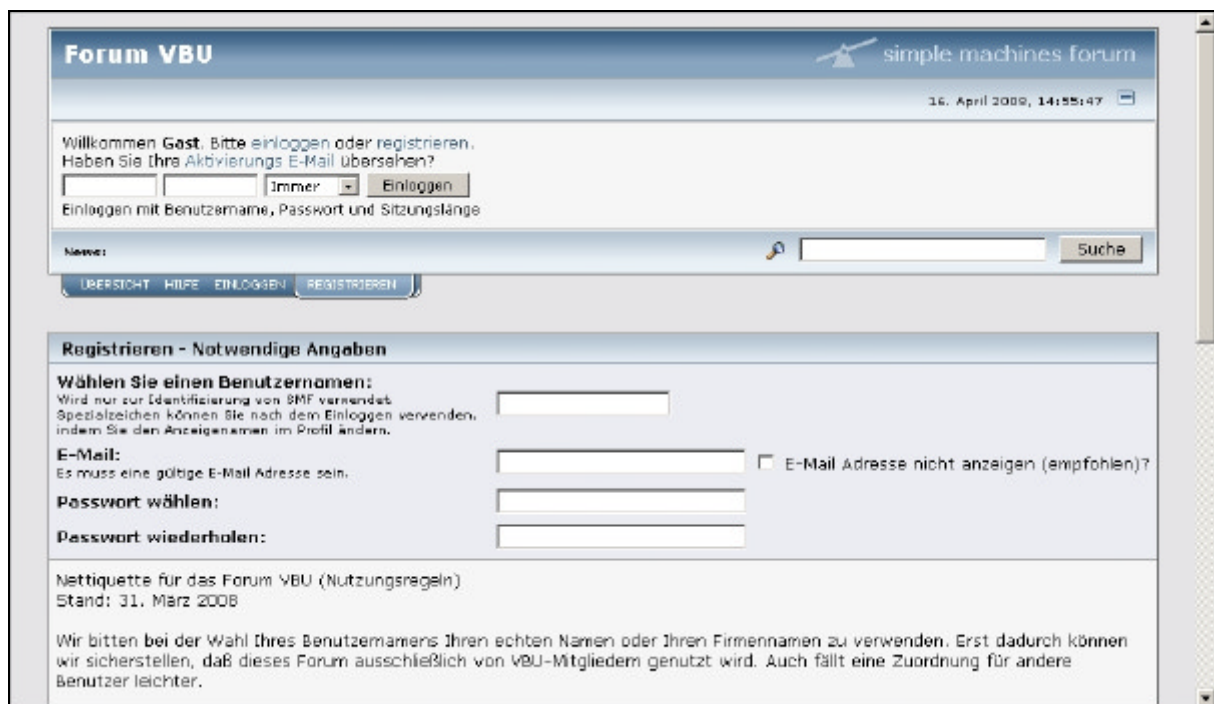 Forum VBU
simple machines forum
16. April 2008, 14:55:47
Willkommen Gast. Bitte einloggen oder registrieren.
Haben Sie Ihre Aktivierungs E-Mail übersehen?
Immer Einloggen
Einloggen mit Benutzername, Passwort und Sitzungslänge
News:
Suche
ÜBERSICHT HILFE EINLOGGEN REGISTRIEREN
Registrieren - Notwendige Angaben
Wählen Sie einen Benutzernamen:
Wird nur zur Identifizierung von SMF verwendet.
Spezialzeichen können Sie nach dem Einloggen verwenden,
indem Sie den Anzeigenamen im Profil ändern.
E-Mail:
Es muss eine gültige E-Mail Adresse sein.
E-Mail Adresse nicht anzeigen (empfohlen)?
Passwort wählen:
Passwort wiederholen:
Nettiquette für das Forum VBU (Nutzungsregeln)
Stand: 31. März 2008
Wir bitten bei der Wahl Ihres Benutzernamens Ihren echten Namen oder Ihren Firmennamen zu verwenden. Erst dadurch können
wir sicherstellen, daß dieses Forum ausschließlich von VBU-Mitgliedern genutzt wird. Auch fällt eine Zuordnung für andere
Benutzer leichter.